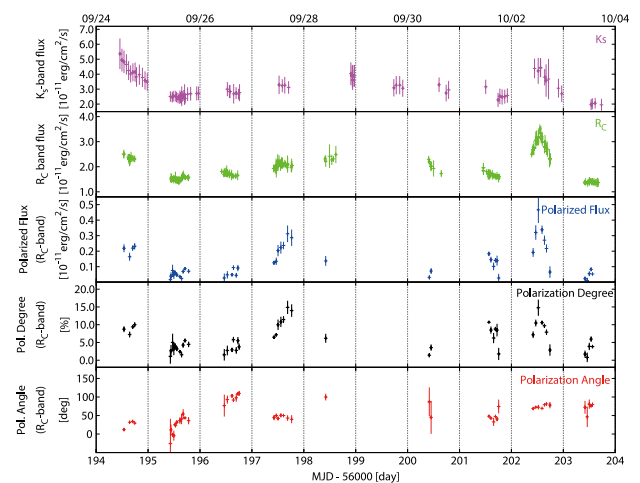 09/24 09/26 09/28 09/30 10/02 10/04
Ks-band flux
[10-11 erg/cm2/s]
7.0
6.0
5.0
4.0
3.0
2.0
Ks
RC band flux
[10-11 erg/cm2/s]
4.0
3.0
2.0
1.0
RC
Polarized Flux
(RC-band)
[10-11 erg/cm2/s]
0.5
0.4
0.3
0.2
0.1
Polarized Flux
Pol. Degree
(RC-band)
[%]
20.0
15.0
10.0
5.0
0.0
Polarization Degree
Pol. Angle
(RC-band)
[deg]
150
100
50
0
Polarization Angle
194 195 196 197 198 199 200 201 202 203 204
MJD - 56000 [day]